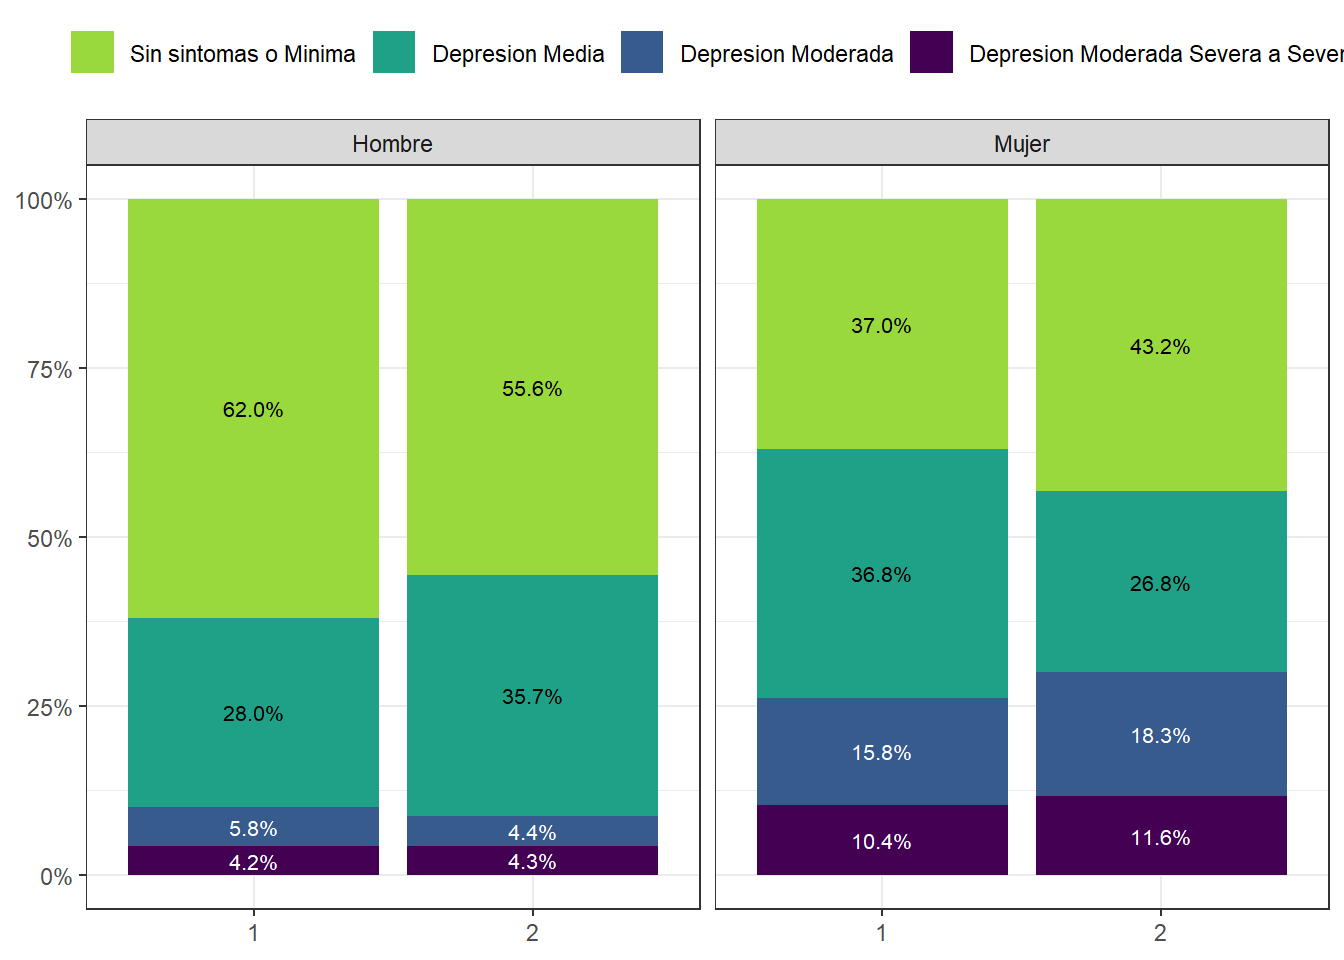 Sin sintomas o Minima Depresion Media Depresion Moderada Depresion Moderada Severa a
Hombre Mujer
100%
75%
50%
25%
0%
62.0% 55.6% 37.0% 43.2%
28.0% 35.7% 36.8% 26.8%
5.8% 4.4% 15.8% 18.3%
4.2% 4.3% 10.4% 11.6%
1 2 1 2